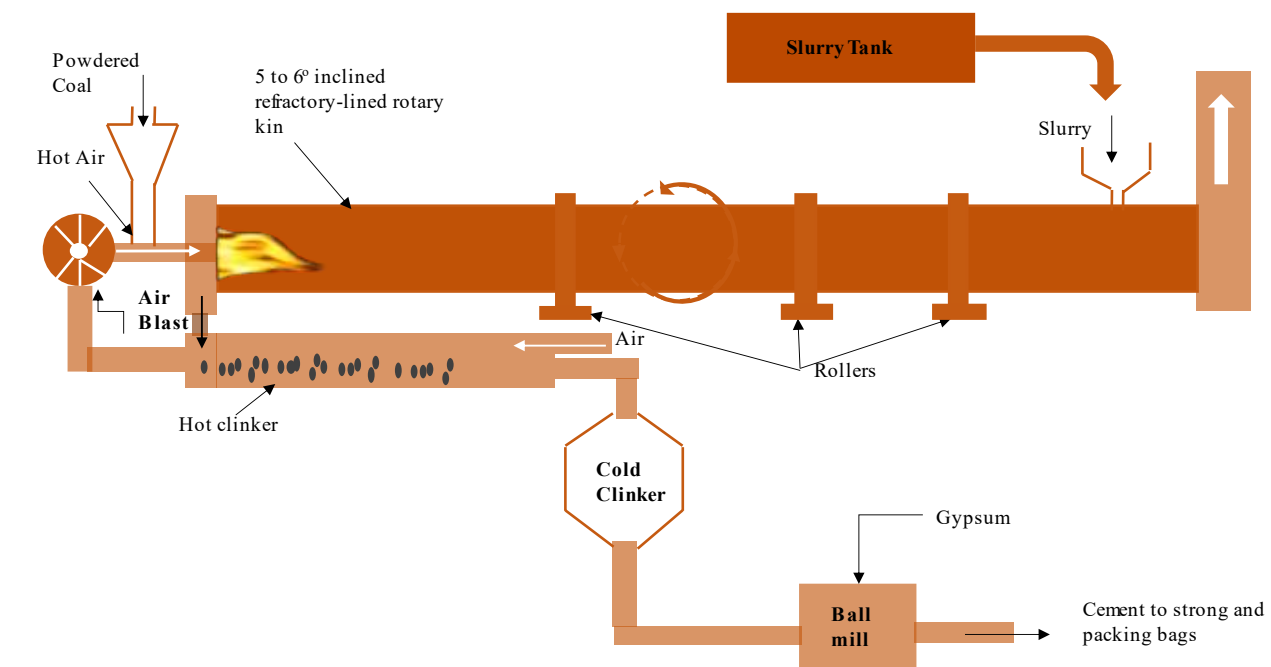 Slurry Tank
Powdered
Coal
5 to 6º inclined
refractory-lined rotary
kin
Slurry
Hot Air
Air
Blast
Air
Rollers
Hot clinker
Cold
Clinker
Gypsum
Ball
mill
Cement to strong and
packing bags